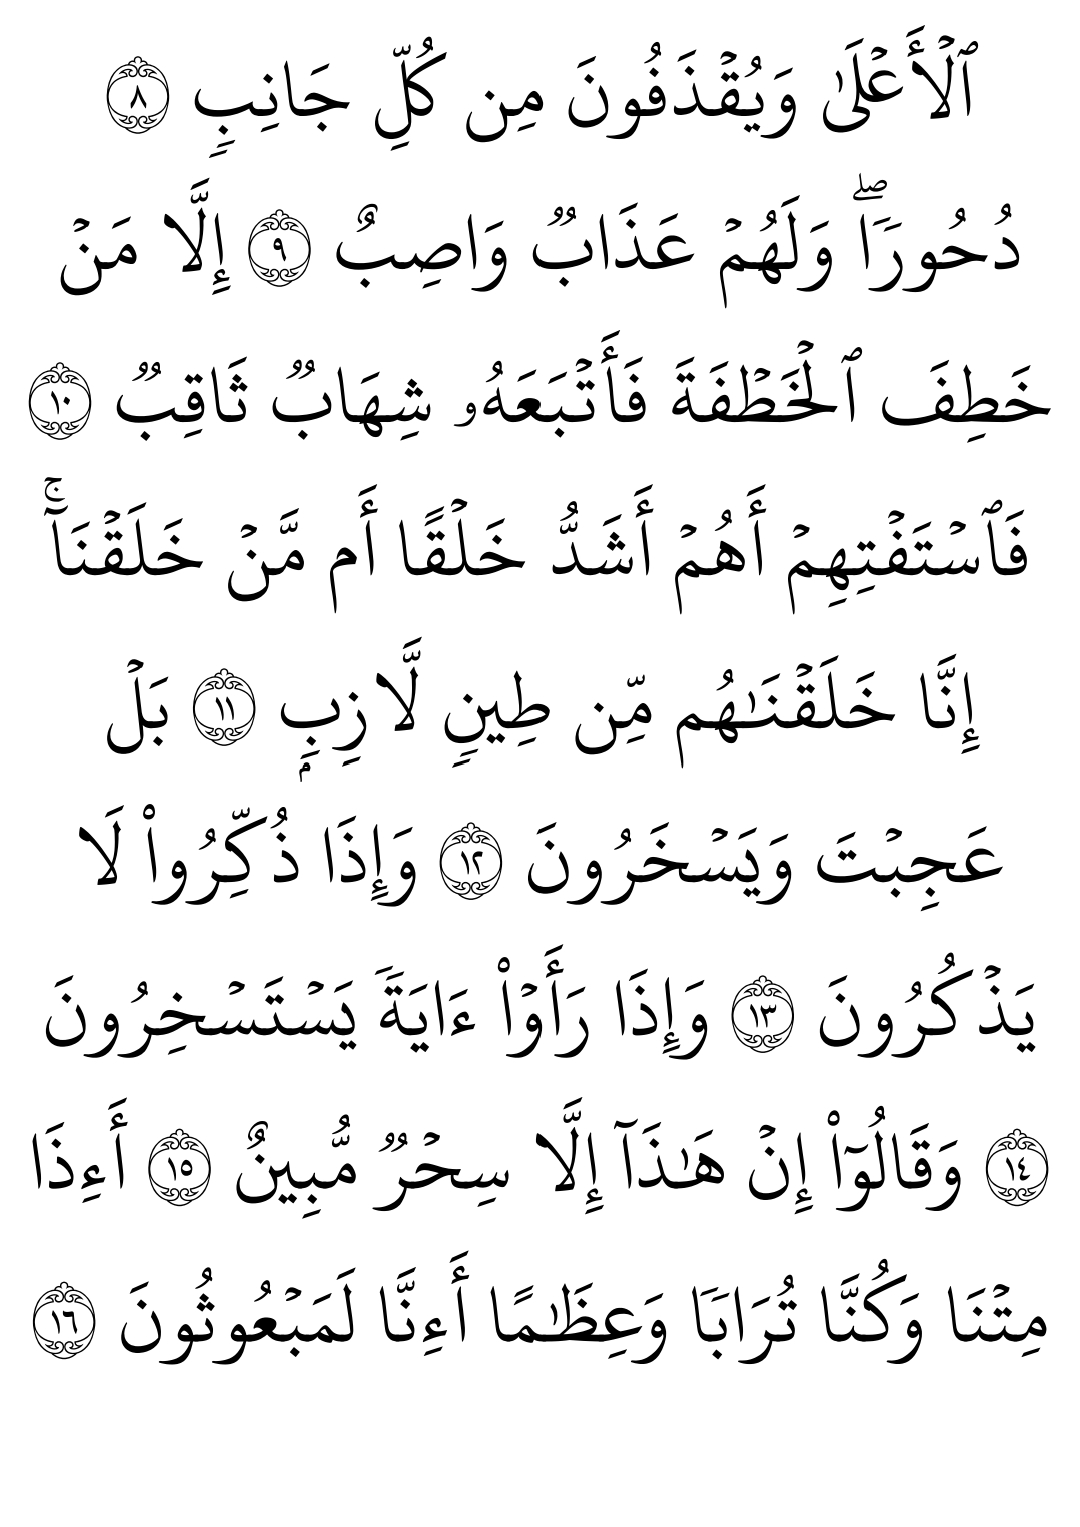 ٱلۡأَعۡلَىٰ وَيُقۡذَفُونَ مِن كُلِّ جَانِبٖ ٨
دُحُورٗاۖ وَلَهُمۡ عَذَابٞ وَاصِبٌ ٩ إِلَّا مَنۡ
خَطِفَ ٱلۡخَطۡفَةَ فَأَتۡبَعَهُۥ شِهَابٞ ثَاقِبٞ ١٠
فَٱسۡتَفۡتِهِمۡ أَهُمۡ أَشَدُّ خَلۡقًا أَم مَّنۡ خَلَقۡنَآۚ
إِنَّا خَلَقۡنَٰهُم مِّن طِينٖ لَّازِبِۭ ١١ بَلۡ
عَجِبۡتَ وَيَسۡخَرُونَ ١٢ وَإِذَا ذُكِّرُواْ لَا
يَذۡكُرُونَ ١٣ وَإِذَا رَأَوۡاْ ءَايَةٗ يَسۡتَسۡخِرُونَ
١٤ وَقَالُوٓاْ إِنۡ هَٰذَآ إِلَّا سِحۡرٞ مُّبِينٌ ١٥ أَءِذَا
مِتۡنَا وَكُنَّا تُرَابٗا وَعِظَٰمًا أَءِنَّا لَمَبۡعُوثُونَ ١٦